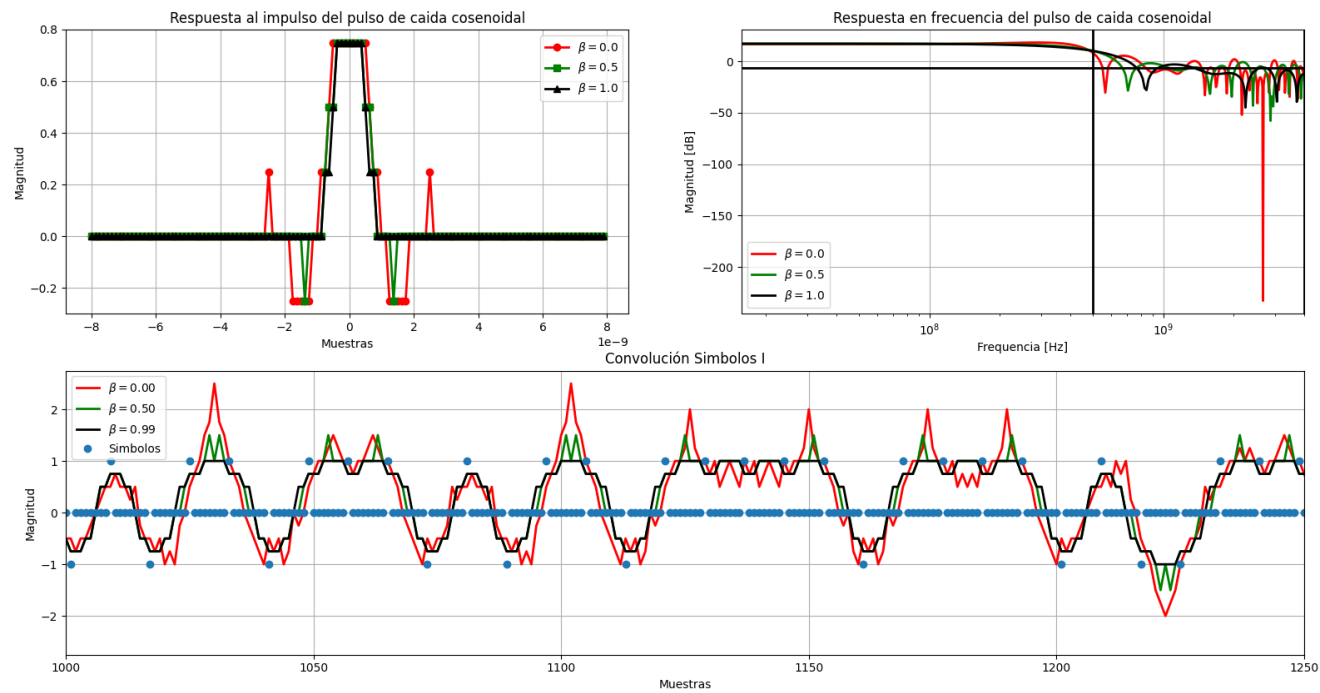 Respuesta al impulso del pulso de caida cosenoidal
Magnitud
0.8
0.6
0.4
0.2
0.0
−0.2
−8
−6
−4
−2
0
2
4
6
8
1e−9
Muestras
β = 0.0
β = 0.5
β = 1.0
Respuesta en frecuencia del pulso de caida cosenoidal
Magnitud [dB]
0
−50
−100
−150
−200
10⁸
10⁹
Frequencia [Hz]
β = 0.0
β = 0.5
β = 1.0
Convolución Simbolos I
Magnitud
2
1
0
−1
−2
1000
1050
1100
1150
1200
1250
Muestras
β = 0.00
β = 0.50
β = 0.99
Simbolos